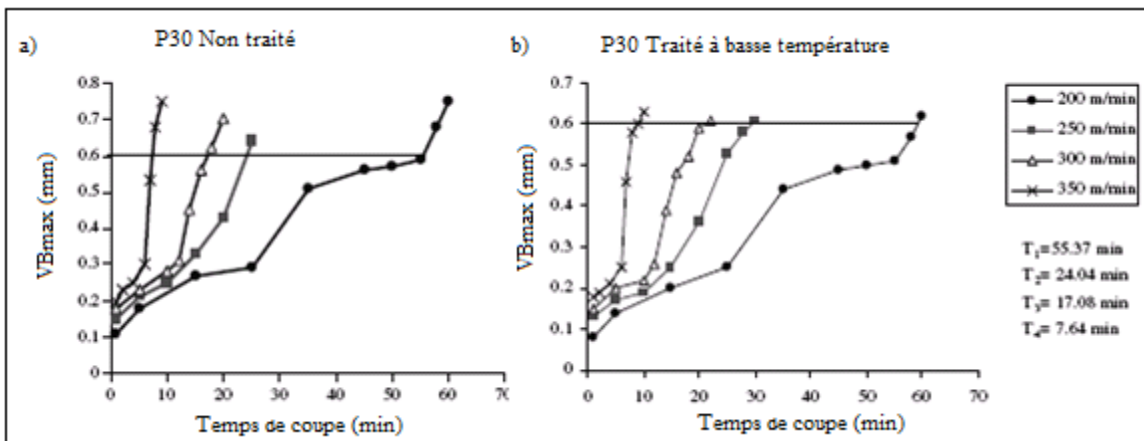 a) P30 Non traité
VBmax (mm)
0.8
0.7
0.6
0.5
0.4
0.3
0.2
0.1
0
0 10 20 30 40 50 60 70
Temps de coupe (min)
b) P30 Traité à basse température
VBmax (mm)
0.7
0.6
0.5
0.4
0.3
0.2
0.1
0
0 10 20 30 40 50 60 70
Temps de coupe (min)
200 m/min
250 m/min
300 m/min
350 m/min
T₁=55.37 min
T₂= 24.04 min
T₃= 17.08 min
T₄= 7.64 min